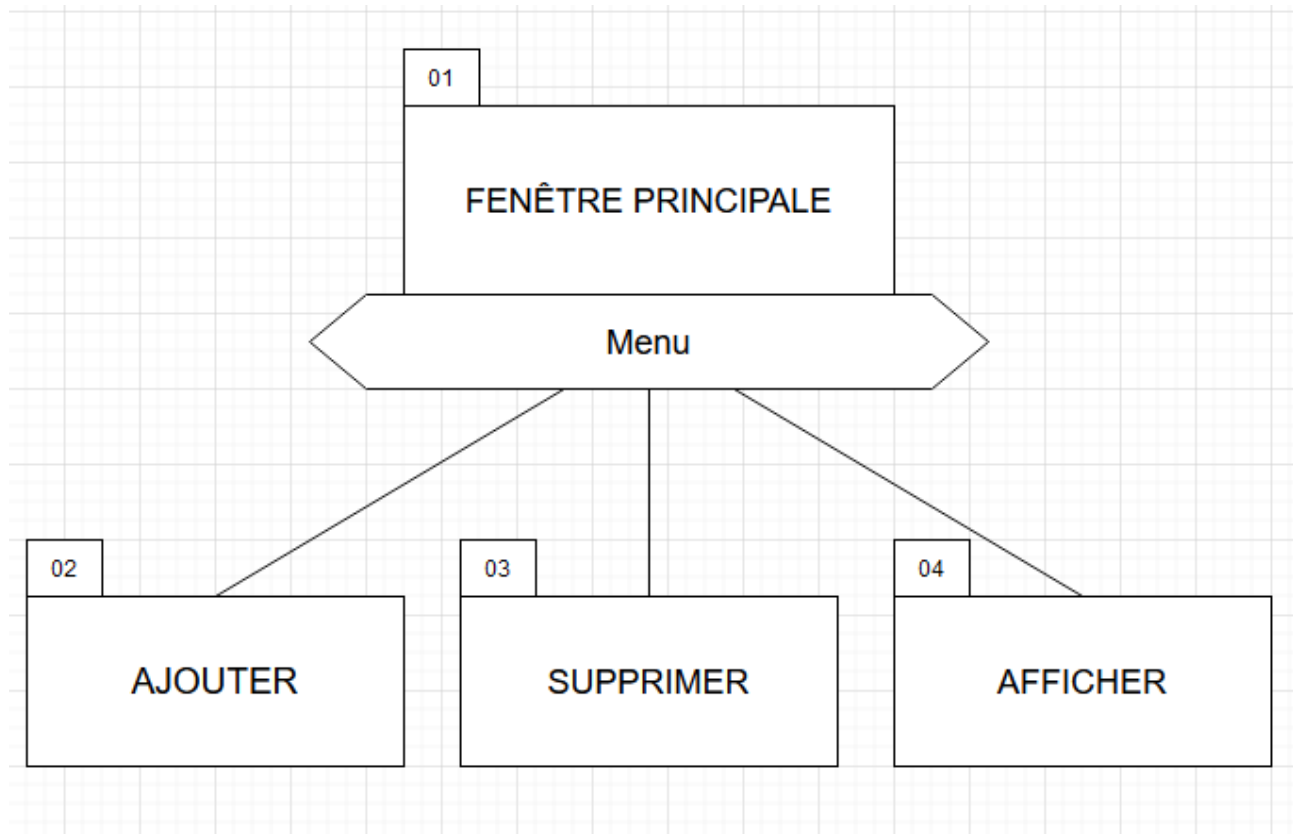 01
FENÊTRE PRINCIPALE
Menu
02
03
04
AJOUTER
SUPPRIMER
AFFICHER